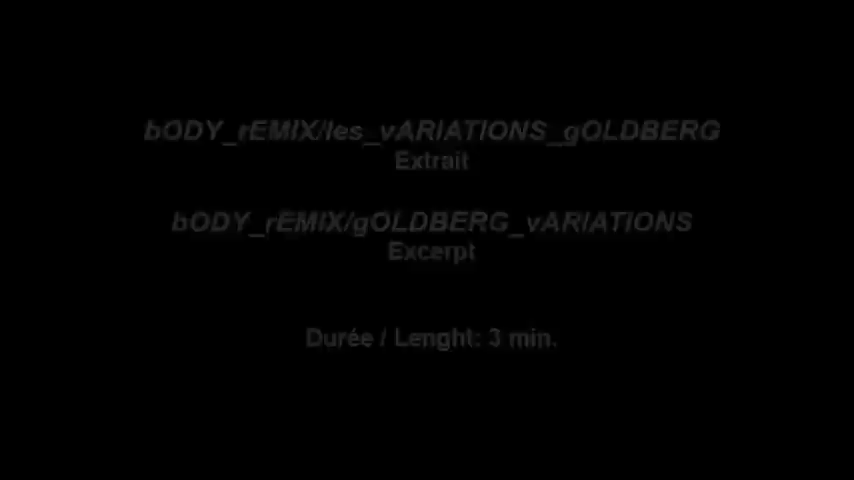 bODY_rEMIX/les_vARIATIONS_gOLDBERG
Extrait
bODY_rEMIX/gOLDBERG_vARIATIONS
Excerpt
Durée / Lenght: 3 min.